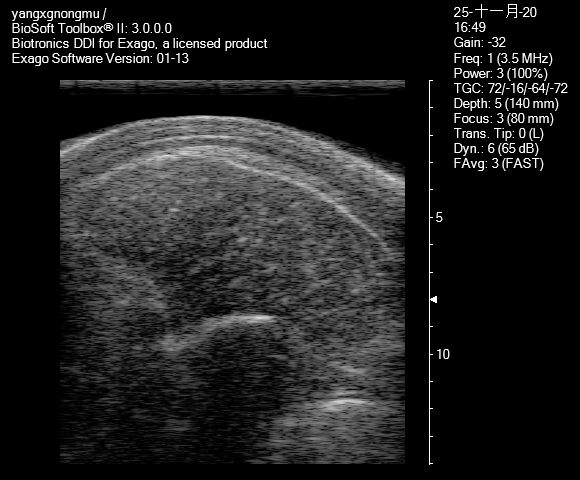 yangxgnongmu /
BioSoft Toolbox® II: 3.0.0.0
Biotronics DDI for Exago, a licensed product
Exago Software Version: 01-13
25-十一月-20
16:49
Gain: -32
Freq: 1 (3.5 MHz)
Power: 3 (100%)
TGC: 72/-16/-64/-72
Depth: 5 (140 mm)
Focus: 3 (80 mm)
Trans. Tip: 0 (L)
Dyn.: 6 (65 dB)
FAvg: 3 (FAST)
5
10